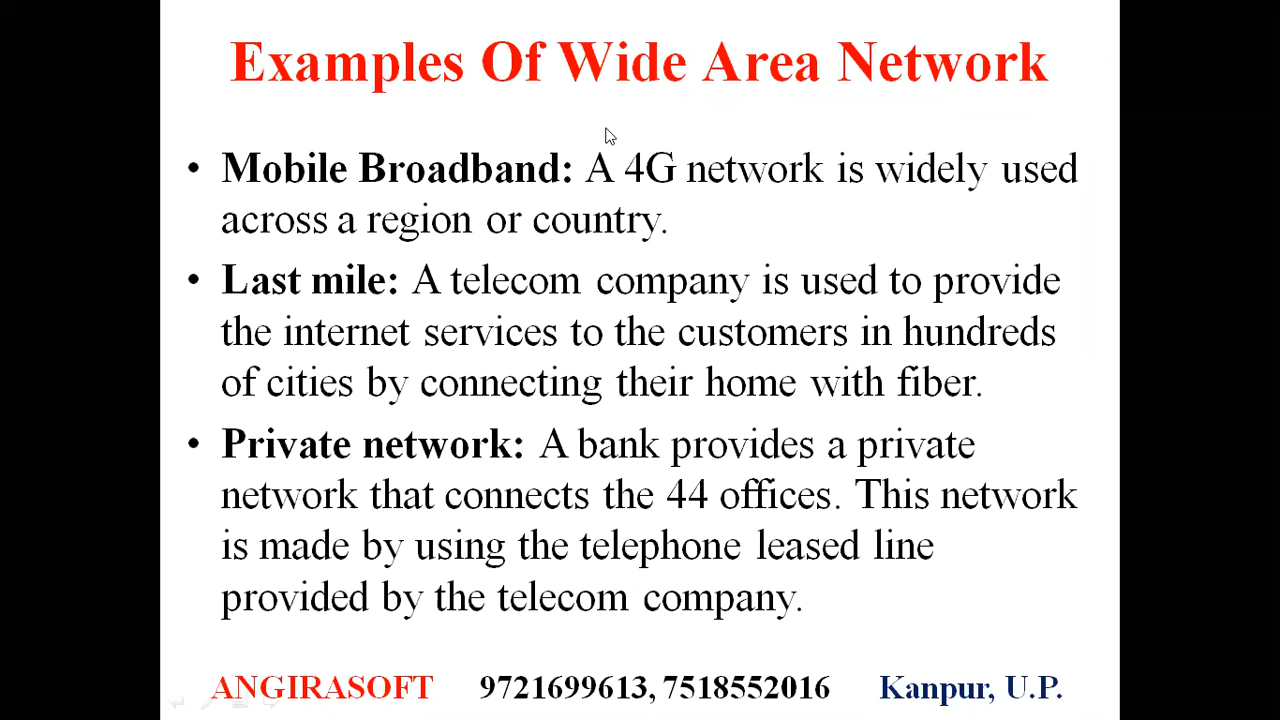 Examples Of Wide Area Network
• Mobile Broadband: A 4G network is widely used
across a region or country.
• Last mile: A telecom company is used to provide
the internet services to the customers in hundreds
of cities by connecting their home with fiber.
• Private network: A bank provides a private
network that connects the 44 offices. This network
is made by using the telephone leased line
provided by the telecom company.
ANGIRASOFT 9721699613, 7518552016 Kanpur, U.P.